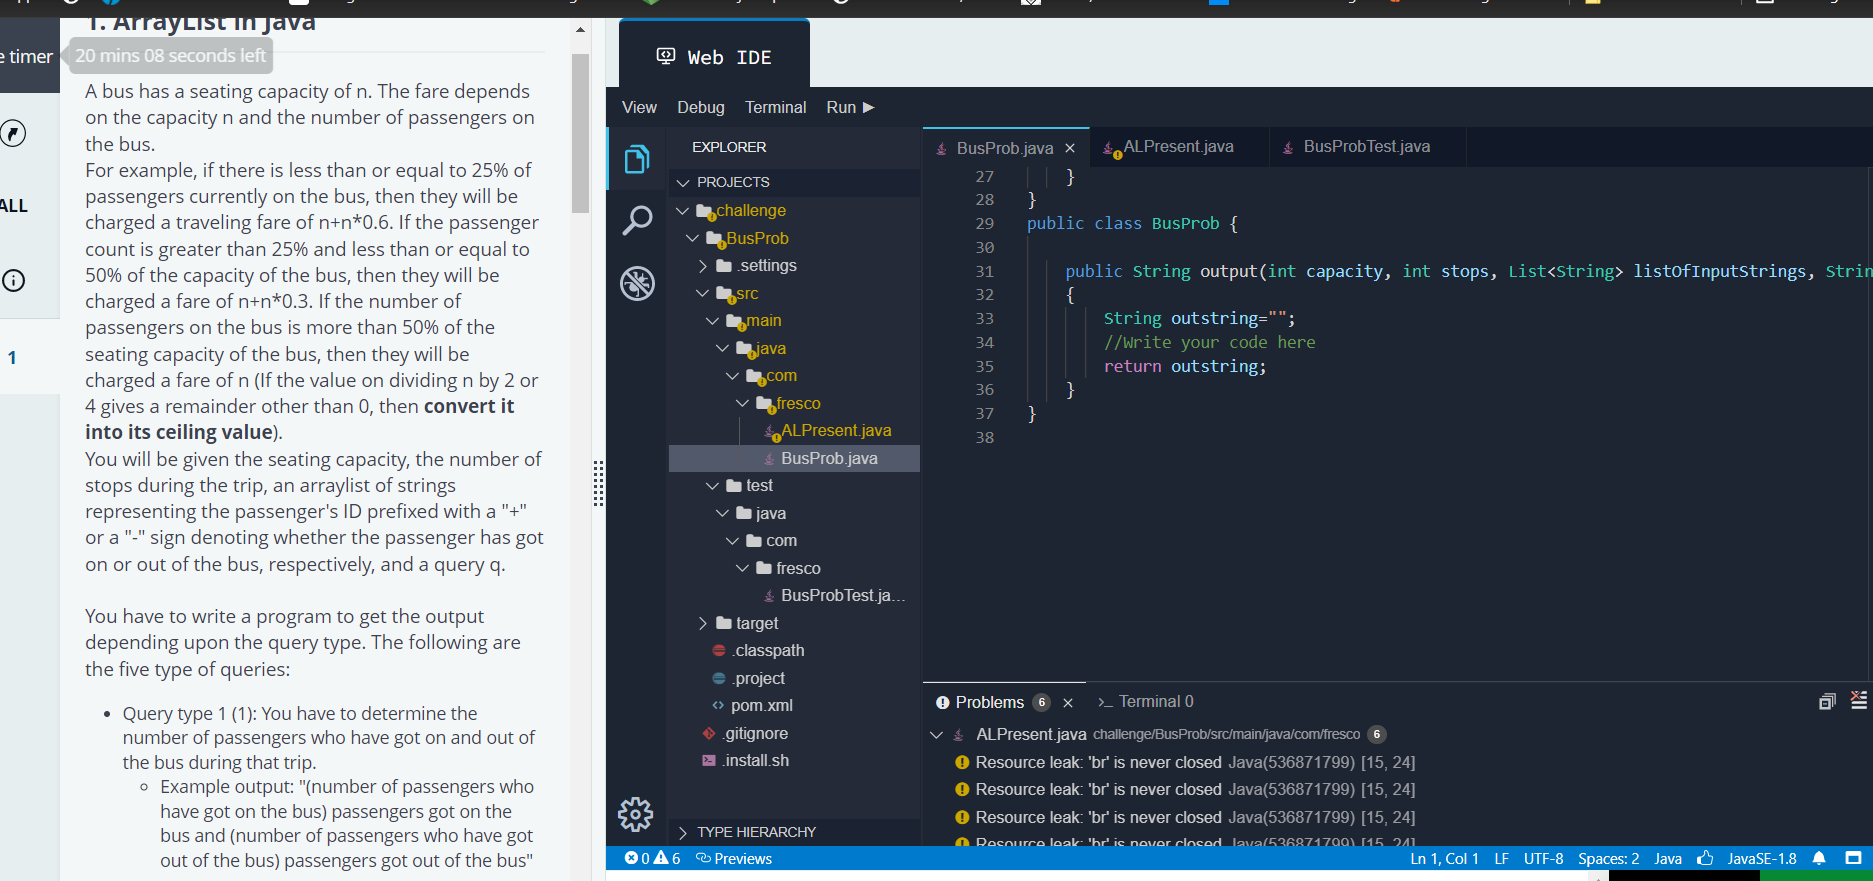 1. ArrayList in Java
e timer
20 mins 08 seconds left
A bus has a seating capacity of n. The fare depends
on the capacity n and the number of passengers on
the bus.
For example, if there is less than or equal to 25% of
passengers currently on the bus, then they will be
charged a traveling fare of n+n*0.6. If the passenger
count is greater than 25% and less than or equal to
50% of the capacity of the bus, then they will be
charged a fare of n+n*0.3. If the number of
passengers on the bus is more than 50% of the
seating capacity of the bus, then they will be
charged a fare of n (If the value on dividing n by 2 or
4 gives a remainder other than 0, then convert it
into its ceiling value).
You will be given the seating capacity, the number of
stops during the trip, an arraylist of strings
representing the passenger's ID prefixed with a "+"
or a "-" sign denoting whether the passenger has got
on or out of the bus, respectively, and a query q.
You have to write a program to get the output
depending upon the query type. The following are
the five type of queries:
• Query type 1 (1): You have to determine the
number of passengers who have got on and out of
the bus during that trip.
◦ Example output: "(number of passengers who
have got on the bus) passengers got on the
bus and (number of passengers who have got
out of the bus) passengers got out of the bus"
ALL
1
Web IDE
View Debug Terminal Run
EXPLORER
PROJECTS
challenge
BusProb
.settings
src
main
java
com
fresco
ALPresent.java
BusProb.java
test
java
com
fresco
BusProbTest.ja...
target
.classpath
.project
pom.xml
.gitignore
.install.sh
TYPE HIERARCHY
BusProb.java ALPresent.java BusProbTest.java
27 }
28 }
29 public class BusProb {
30
31 public String output(int capacity, int stops, List<String> listOfInputStrings, Strin
32 {
33 String outstring="";
34 //Write your code here
35 return outstring;
36 }
37 }
38
Problems 6 Terminal 0
ALPresent.java challenge/BusProb/src/main/java/com/fresco 6
Resource leak: 'br' is never closed Java(536871799) [15, 24]
Resource leak: 'br' is never closed Java(536871799) [15, 24]
Resource leak: 'br' is never closed Java(536871799) [15, 24]
Resource leak: 'br' is never closed Java(536871799) [15, 24]
0 6 Previews Ln 1, Col 1 LF UTF-8 Spaces: 2 Java JavaSE-1.8